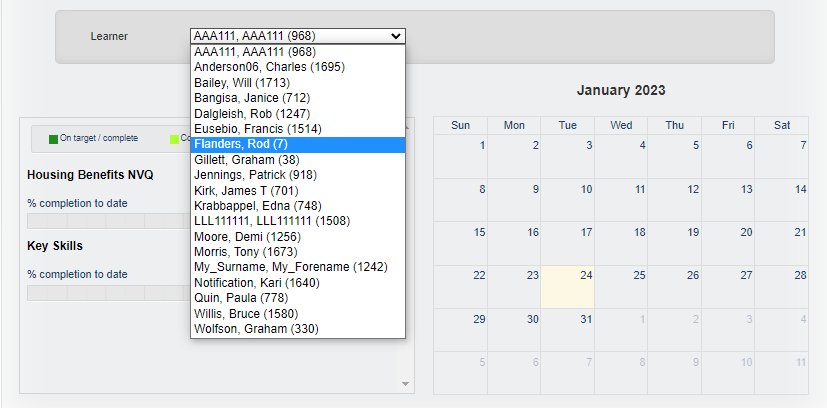 Learner
AAA111, AAA111 (968)
AAA111, AAA111 (968)
Anderson06, Charles (1695)
Bailey, Will (1713)
Bangisa, Janice (712)
Dalgleish, Rob (1247)
Eusebio, Francis (1514)
Flanders, Rod (7)
Gillett, Graham (38)
Jennings, Patrick (918)
Kirk, James T (701)
Krabbappel, Edna (748)
LLL111111, LLL111111 (1508)
Moore, Demi (1256)
Morris, Tony (1673)
My_Surname, My_Forename (1242)
Notification, Kari (1640)
Quin, Paula (778)
Willis, Bruce (1580)
Wolfson, Graham (330)
On target / complete
Housing Benefits NVQ
% completion to date
Key Skills
% completion to date
January 2023
Sun Mon Tue Wed Thu Fri Sat
1 2 3 4 5 6 7
8 9 10 11 12 13 14
15 16 17 18 19 20 21
22 23 24 25 26 27 28
29 30 31 1 2 3 4
5 6 7 8 9 10 11